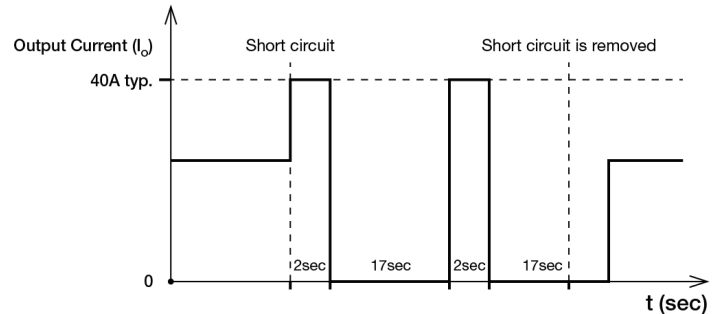 Output Current (Io)
Short circuit
Short circuit is removed
40A typ.
2sec
17sec
2sec
17sec
0
t (sec)